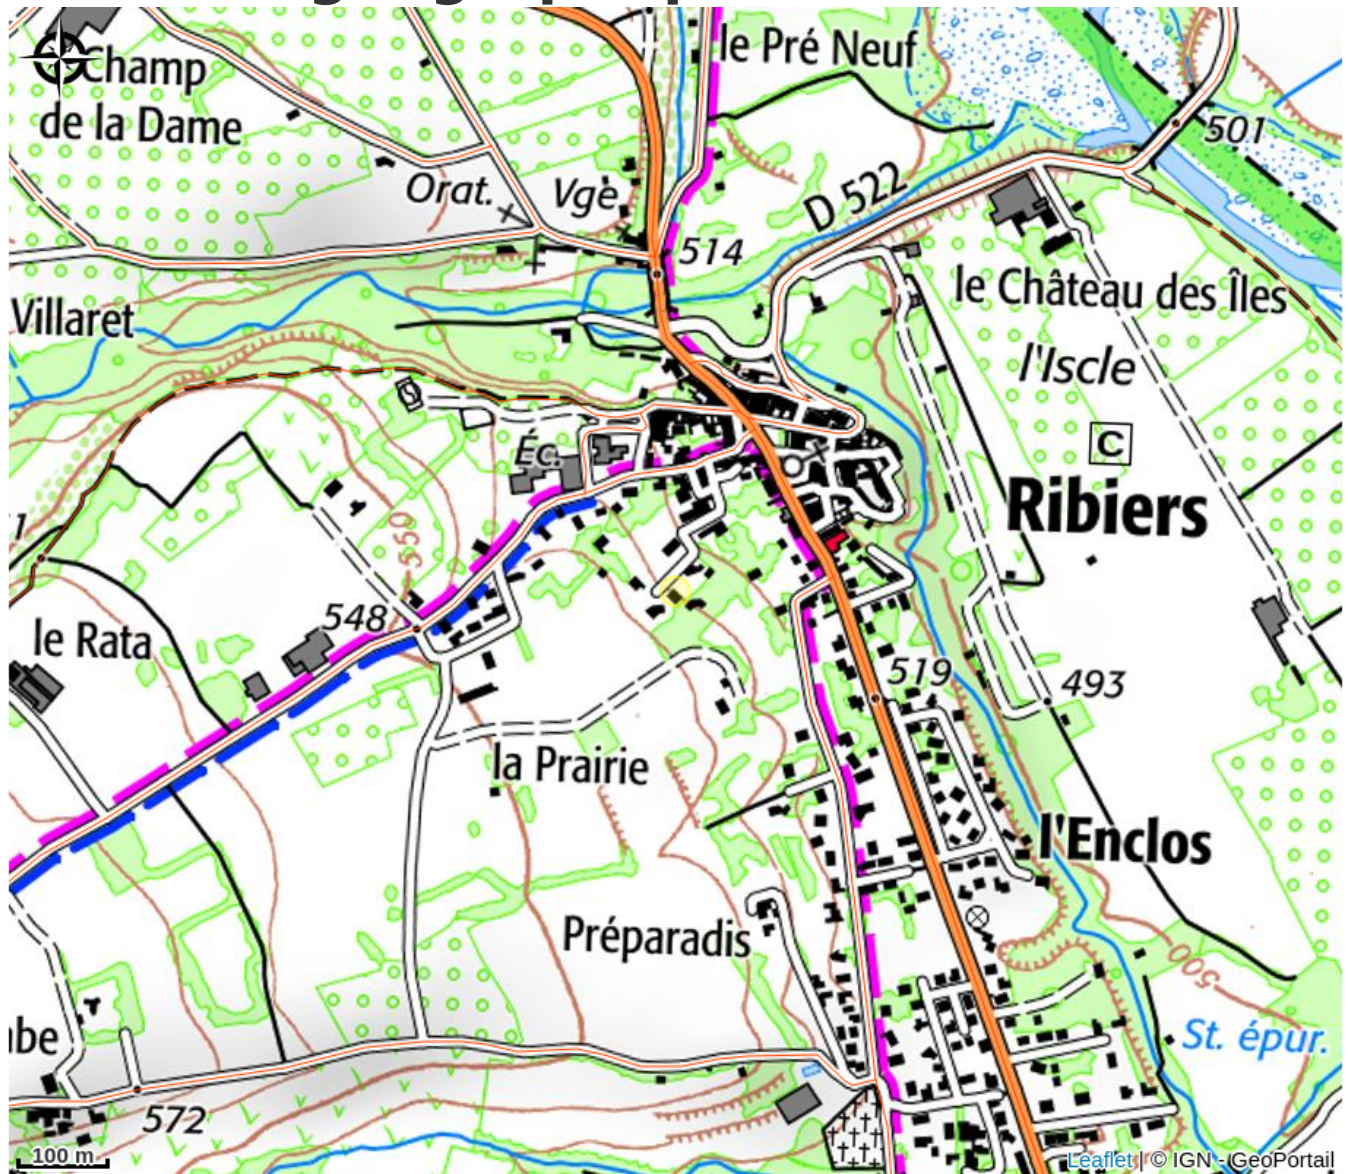 le Pré Neuf
Champ
de la Dame
501
Orat.
Vge
D 522
514
le Château des Îles
Villaret
l'Iscle
C
Éc.
Ribiers
550
1
548
le Rata
519
493
la Prairie
l'Enclos
Préparadis
500
St. épur.
abe
572
100 m
Leaflet | © IGN - GeoPortail